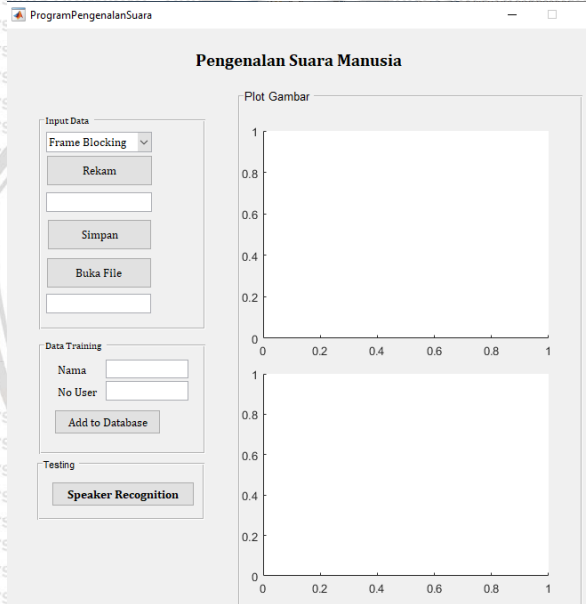 ProgramPengenalanSuara
Pengenalan Suara Manusia
Input Data
Frame Blocking
Rekam
Simpan
Buka File
Data Training
Nama
No User
Add to Database
Testing
Speaker Recognition
Plot Gambar
1
0.8
0.6
0.4
0.2
0
0 0.2 0.4 0.6 0.8 1
1
0.8
0.6
0.4
0.2
0
0 0.2 0.4 0.6 0.8 1